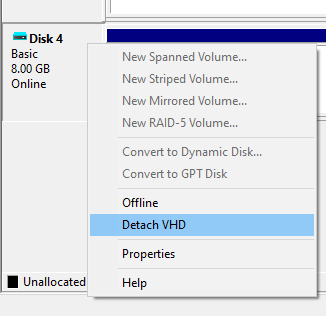 Disk 4
Basic
8.00 GB
Online
New Spanned Volume...
New Striped Volume...
New Mirrored Volume...
New RAID-5 Volume...
Convert to Dynamic Disk...
Convert to GPT Disk
Offline
Detach VHD
Properties
Help
Unallocated